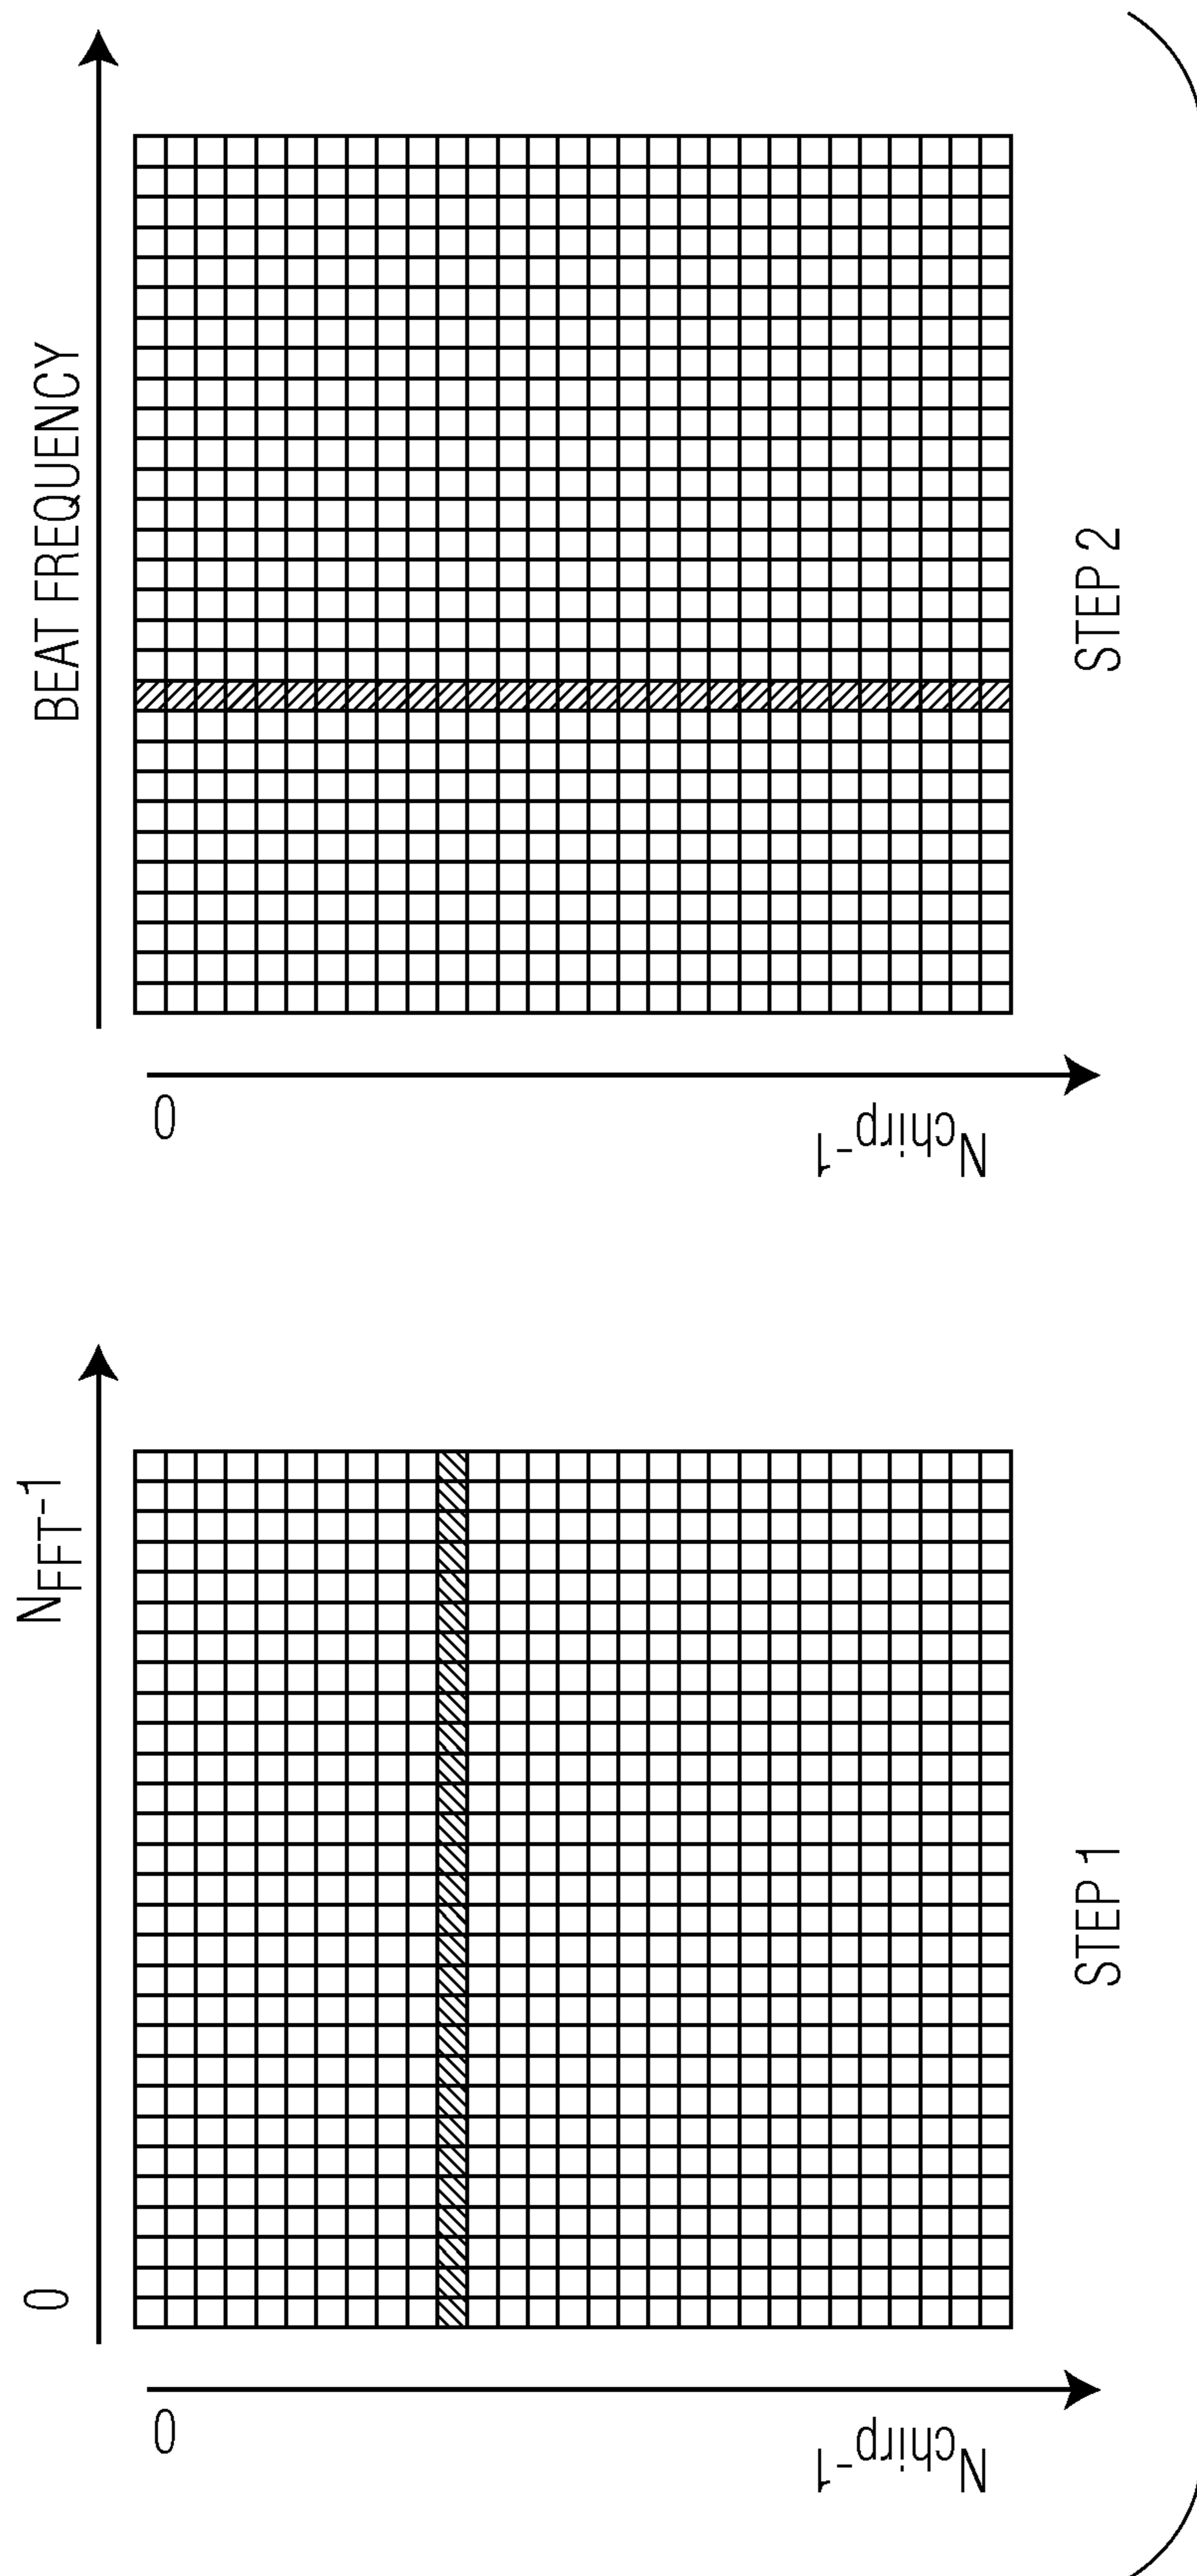 0
N_FFT-1
0
N_chirp-1
STEP 1
BEAT FREQUENCY
0
N_chirp-1
STEP 2